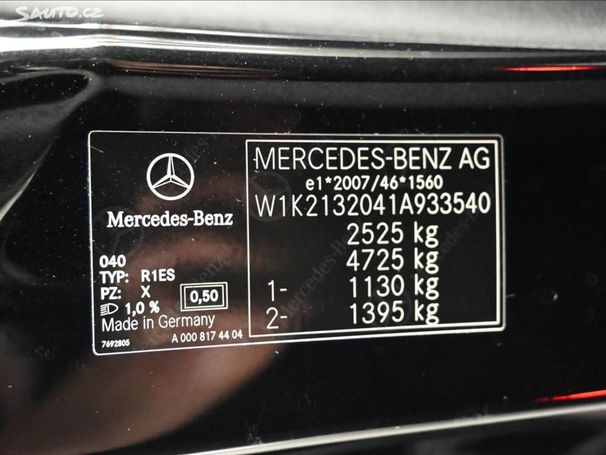 Sauto.cz
MERCEDES-BENZ AG
e1*2007/46*1560
W1K2132041A933540
2525 kg
4725 kg
1- 1130 kg
2- 1395 kg
Mercedes-Benz
040
TYP: R1ES
PZ: X
0,50
1,0 %
Made in Germany
7692805 A 000 817 44 04